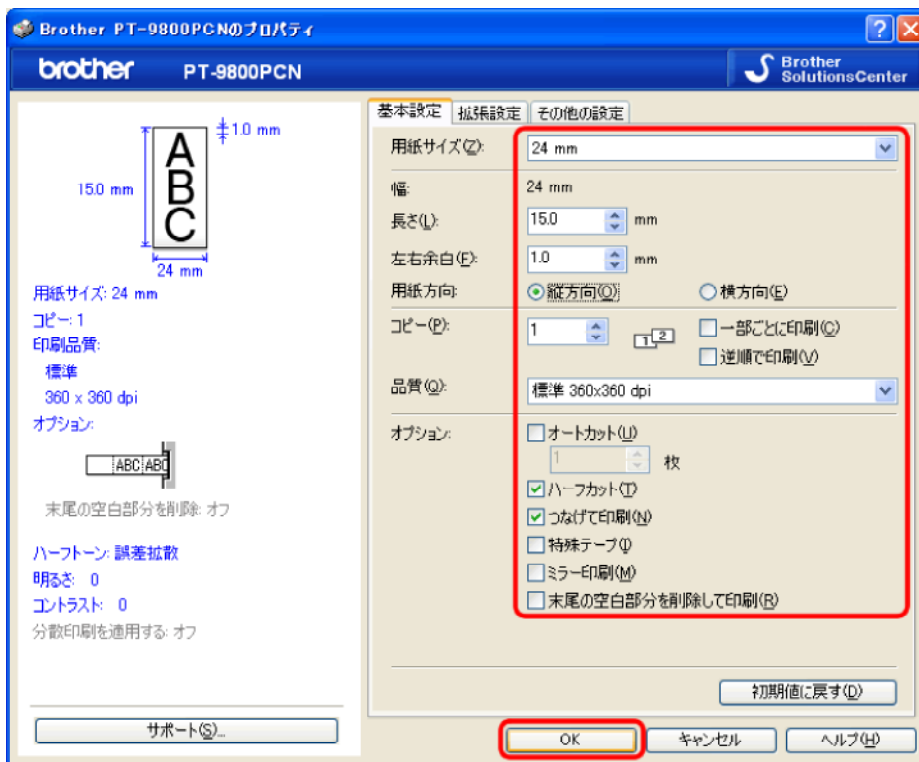 Brother PT-9800PCNのプロパティ
brother PT-9800PCN
Brother
SolutionsCenter
1.0 mm
15.0 mm
A
B
C
24 mm
用紙サイズ: 24 mm
コピー: 1
印刷品質:
標準
360 x 360 dpi
オプション:
ABC ABC
末尾の空白部分を削除: オフ
ハーフトーン: 誤差拡散
明るさ: 0
コントラスト: 0
分散印刷を適用する: オフ
サポート(S)...
基本設定 拡張設定 その他の設定
用紙サイズ(Z): 24 mm
幅: 24 mm
長さ(L): 15.0 mm
左右余白(F): 1.0 mm
用紙方向: 縦方向(O) 横方向(E)
コピー(P): 1 1 2 一部ごとに印刷(C)
逆順で印刷(V)
品質(Q): 標準 360x360 dpi
オプション: オートカット(U)
1 枚
ハーフカット(T)
つなげて印刷(N)
特殊テープ(I)
ミラー印刷(M)
末尾の空白部分を削除して印刷(R)
初期値に戻す(D)
OK キャンセル ヘルプ(H)